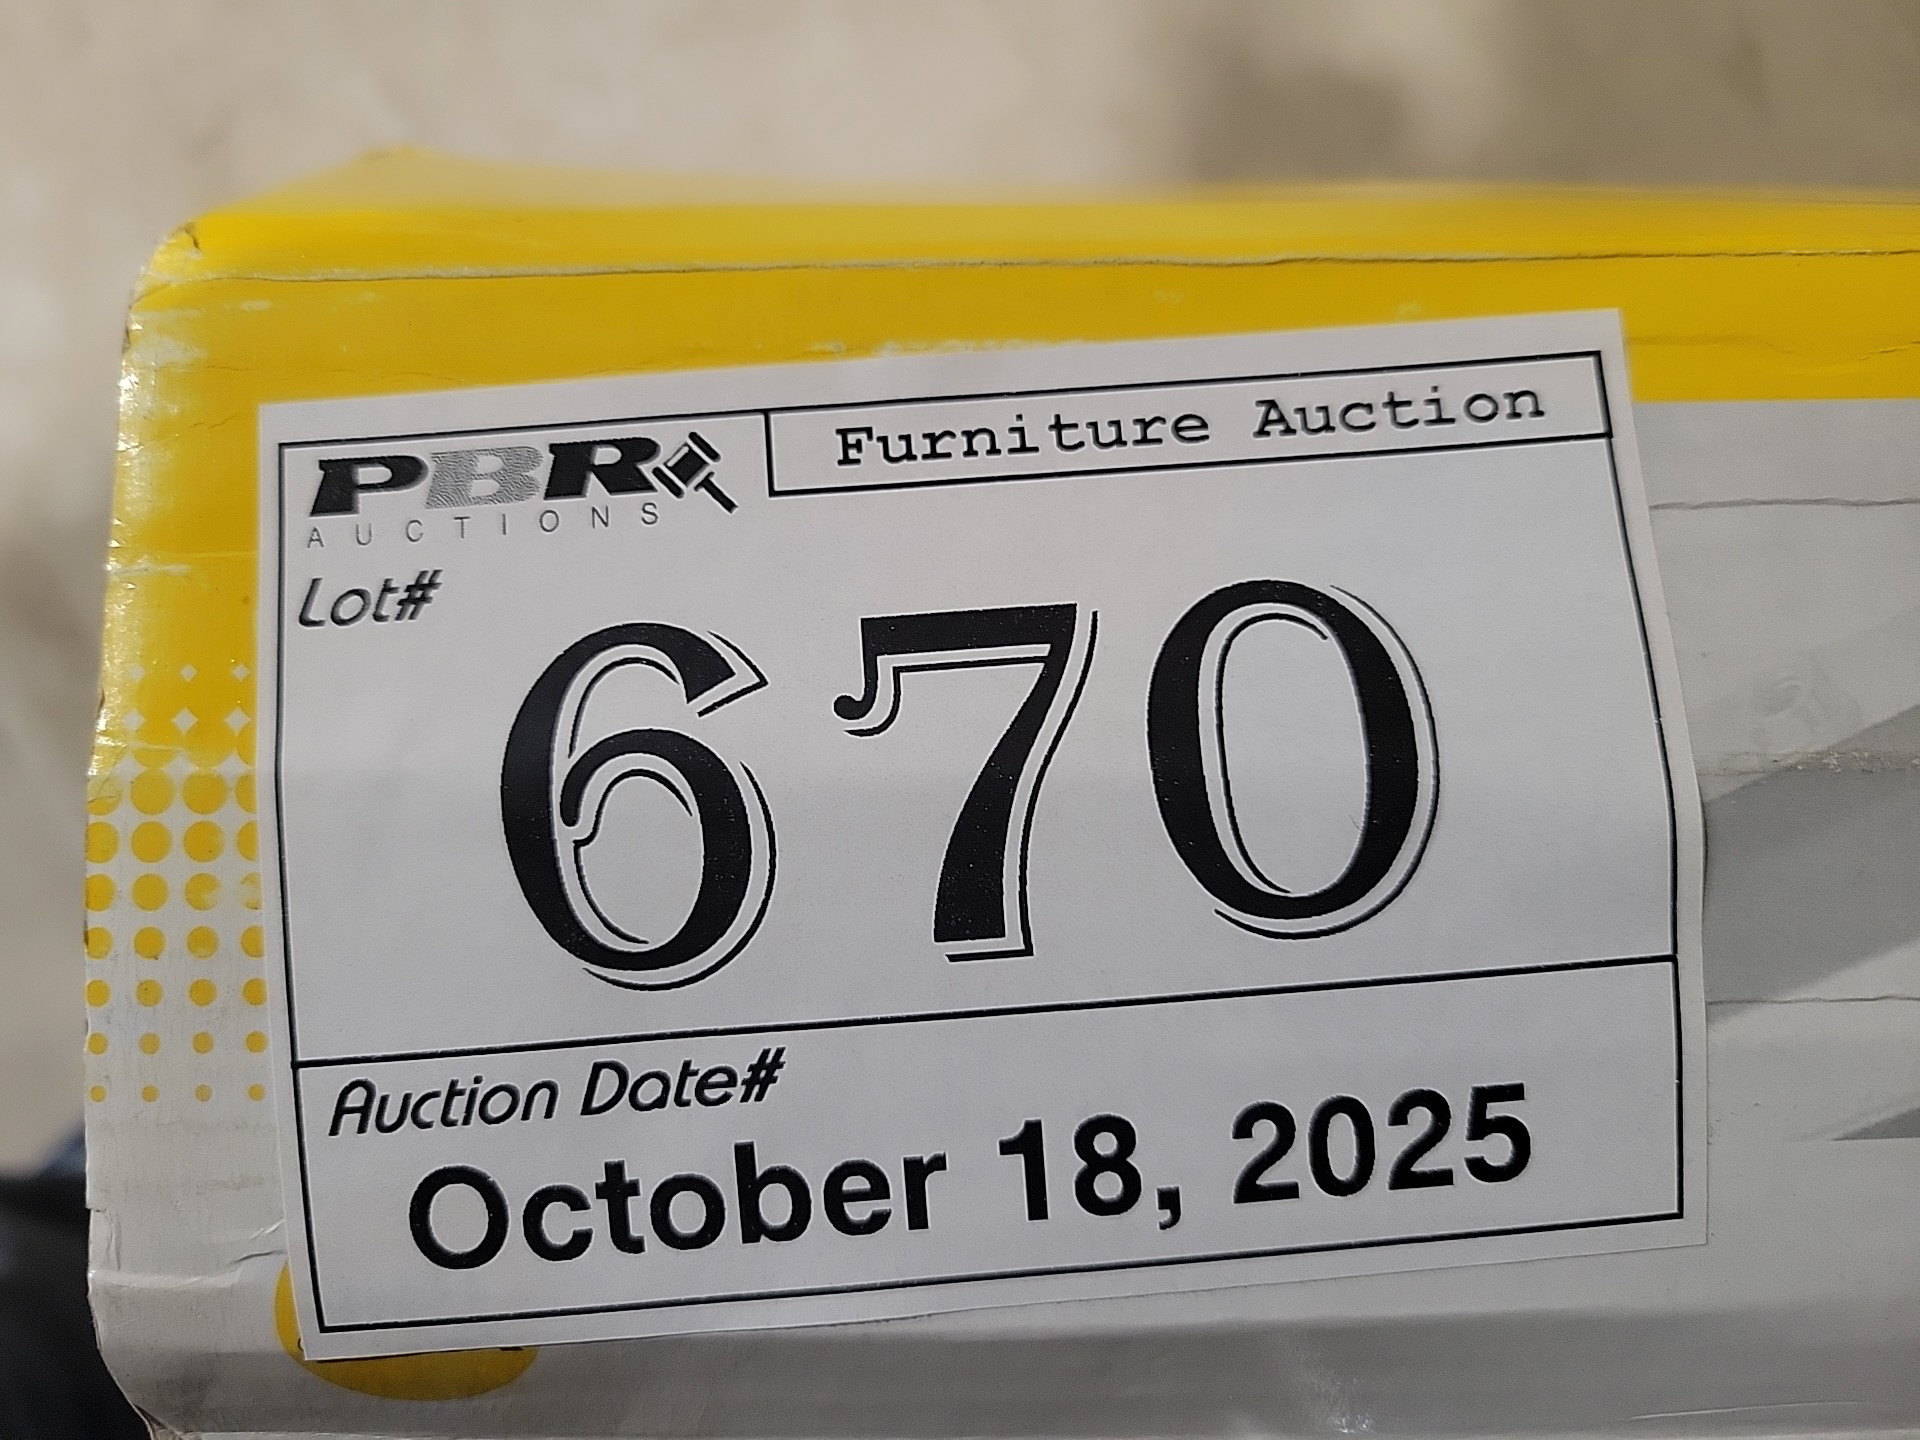 PBR
AUCTIONS
Furniture Auction
Lot#
670
Auction Date#
October 18, 2025